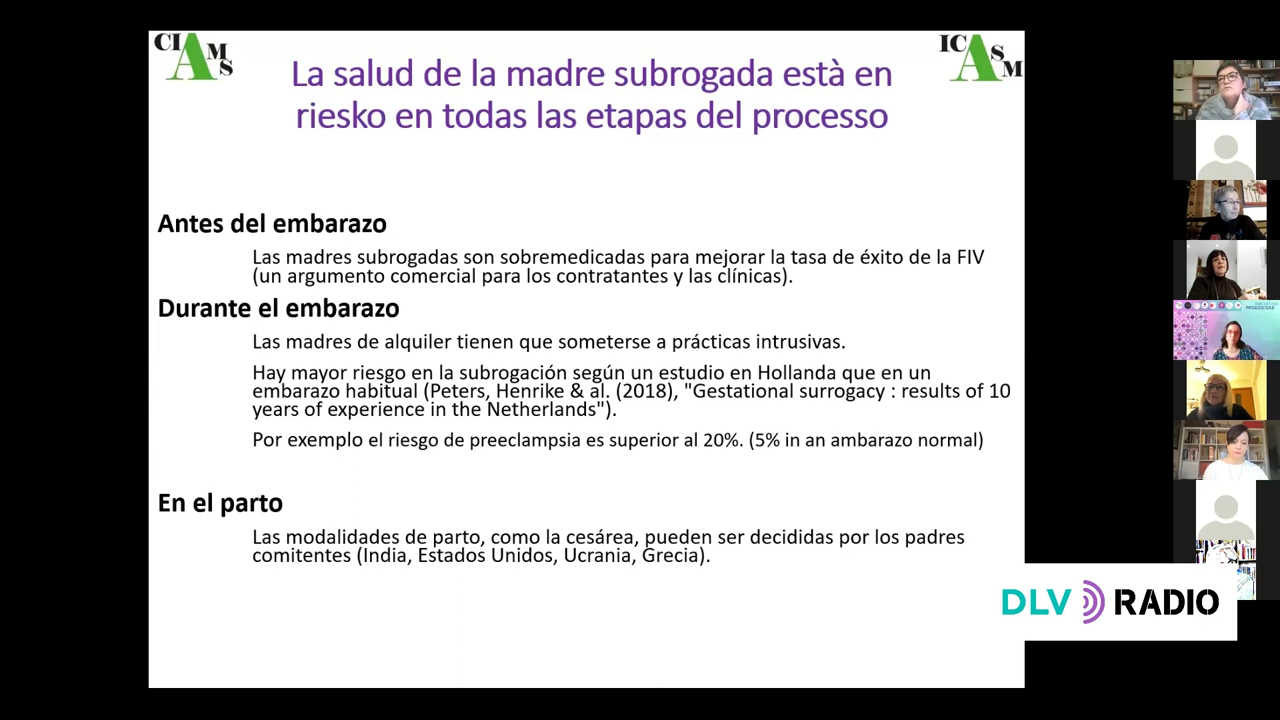 CIAMS
ICASM
La salud de la madre subrogada està en
riesko en todas las etapas del processo
Antes del embarazo
Las madres subrogadas son sobremedicadas para mejorar la tasa de éxito de la FIV
(un argumento comercial para los contratantes y las clínicas).
Durante el embarazo
Las madres de alquiler tienen que someterse a prácticas intrusivas.
Hay mayor riesgo en la subrogación según un estudio en Hollanda que en un
embarazo habitual (Peters, Henrike & al. (2018), "Gestational surrogacy : results of 10
years of experience in the Netherlands").
Por exemplo el riesgo de preeclampsia es superior al 20%. (5% in an ambarazo normal)
En el parto
Las modalidades de parto, como la cesárea, pueden ser decididas por los padres
comitentes (India, Estados Unidos, Ucrania, Grecia).
DLV RADIO